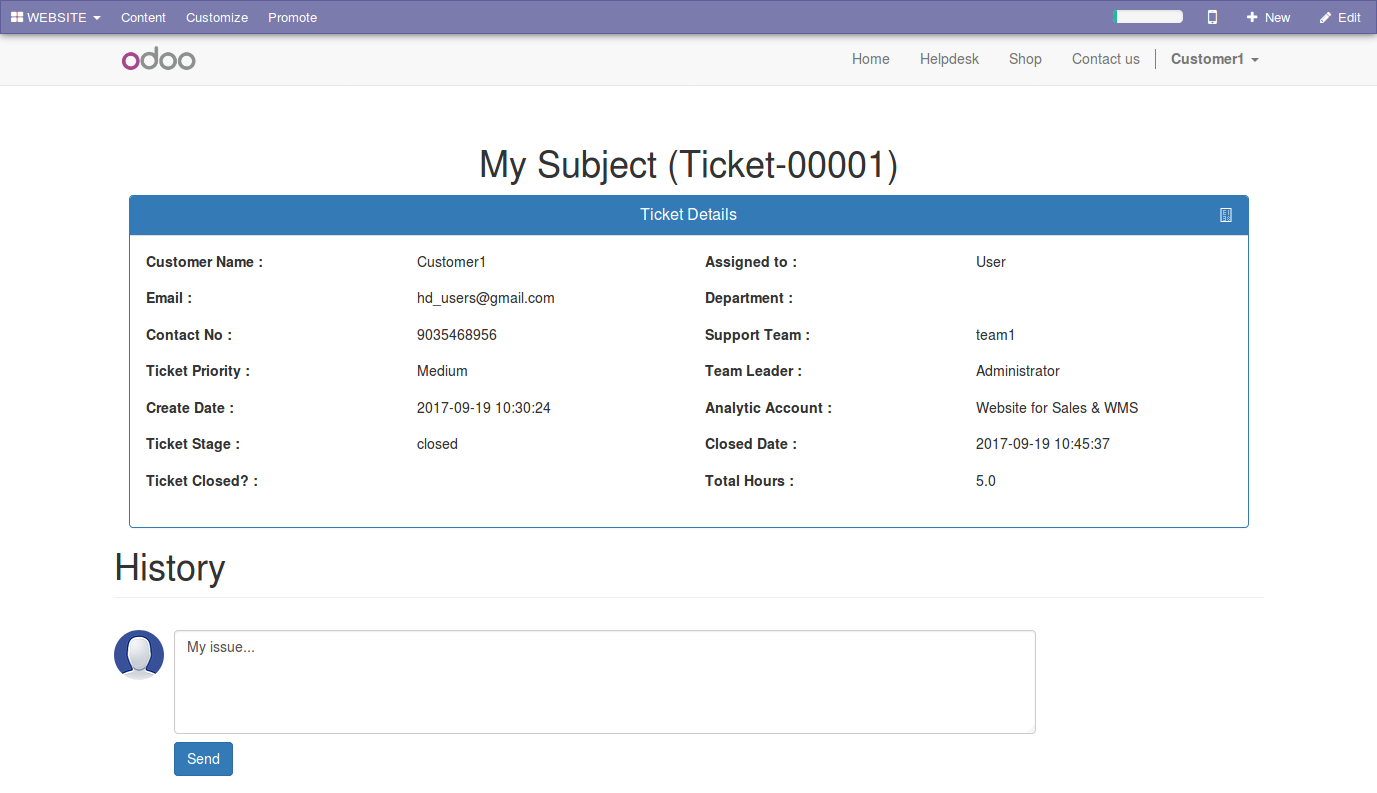 WEBSITE Content Customize Promote New Edit
odoo Home Helpdesk Shop Contact us Customer1
My Subject (Ticket-00001)
Ticket Details
Customer Name : Customer1 Assigned to : User
Email : hd_users@gmail.com Department :
Contact No : 9035468956 Support Team : team1
Ticket Priority : Medium Team Leader : Administrator
Create Date : 2017-09-19 10:30:24 Analytic Account : Website for Sales & WMS
Ticket Stage : closed Closed Date : 2017-09-19 10:45:37
Ticket Closed? : Total Hours : 5.0
History
My issue...
Send